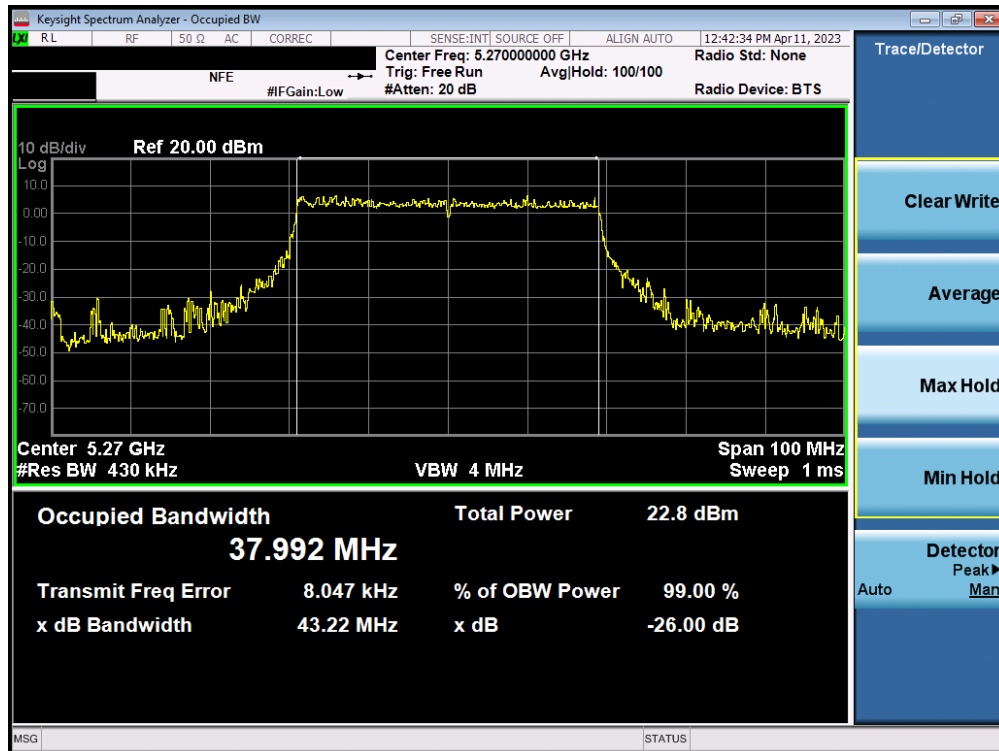 Keysight Spectrum Analyzer - Occupied BW
LXI RL RF 50 Ω AC CORREC SENSE:INT SOURCE OFF ALIGN AUTO 12:42:34 PM Apr 11, 2023
Center Freq: 5.270000000 GHz Radio Std: None
NFE Trig: Free Run Avg|Hold: 100/100
#IFGain:Low #Atten: 20 dB Radio Device: BTS
Trace/Detector
10 dB/div Ref 20.00 dBm
Log
10.0
0.00
-10.0
-20.0
-30.0
-40.0
-50.0
-60.0
-70.0
Center 5.27 GHz Span 100 MHz
#Res BW 430 kHz VBW 4 MHz Sweep 1 ms
Occupied Bandwidth Total Power 22.8 dBm
37.992 MHz
Transmit Freq Error 8.047 kHz % of OBW Power 99.00 %
x dB Bandwidth 43.22 MHz x dB -26.00 dB
Clear Write
Average
Max Hold
Min Hold
Detector
Peak▶
Auto Man
MSG STATUS